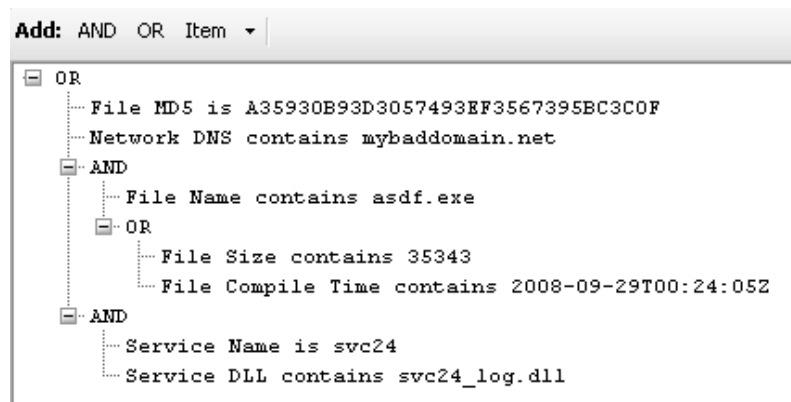 Add: AND OR Item
OR
File MD5 is A35930B93D3057493EF3567395BC3C0F
Network DNS contains mybaddomain.net
AND
File Name contains asdf.exe
OR
File Size contains 35343
File Compile Time contains 2008-09-29T00:24:05Z
AND
Service Name is svc24
Service DLL contains svc24_log.dll